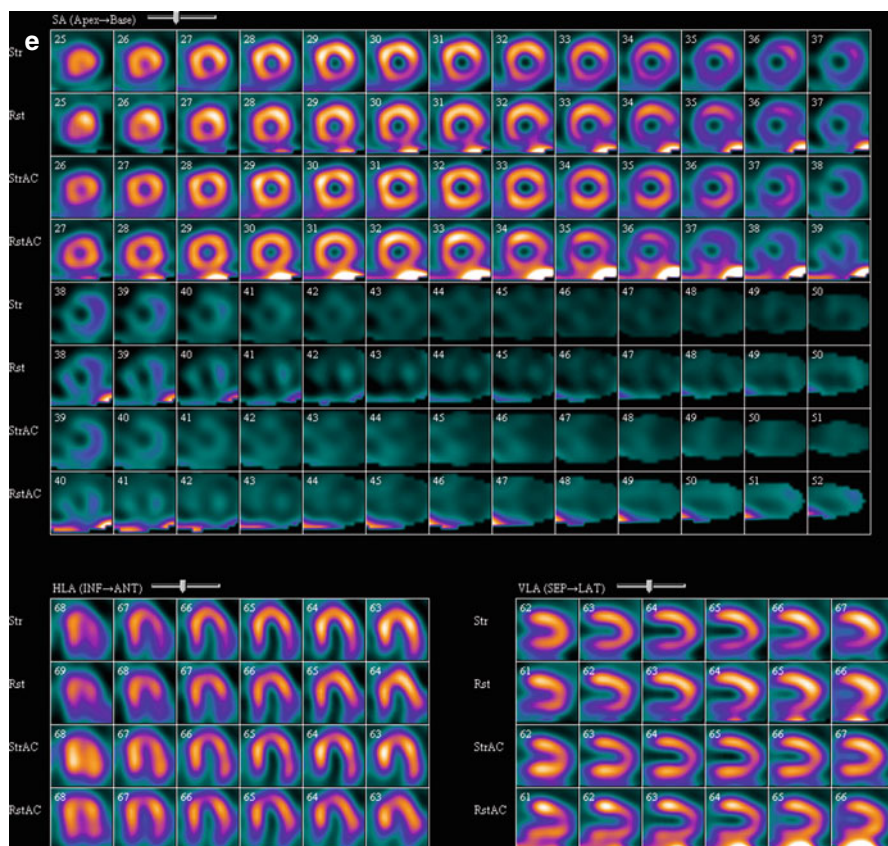 e
SA (Apex→Base)
Str
25 26 27 28 29 30 31 32 33 34 35 36 37
Rst
25 26 27 28 29 30 31 32 33 34 35 36 37
StrAC
26 27 28 29 30 31 32 33 34 35 36 37 38
RstAC
27 28 29 30 31 32 33 34 35 36 37 38 39
Str
38 39 40 41 42 43 44 45 46 47 48 49 50
Rst
38 39 40 41 42 43 44 45 46 47 48 49 50
StrAC
39 40 41 42 43 44 45 46 47 48 49 50 51
RstAC
40 41 42 43 44 45 46 47 48 49 50 51 52
HLA (INF→ANT)
Str
68 67 66 65 64 63
Rst
69 68 67 66 65 64
StrAC
68 67 66 65 64 63
RstAC
68 67 66 65 64 63
VLA (SEP→LAT)
Str
62 63 64 65 66 67
Rst
61 62 63 64 65 66
StrAC
62 63 64 65 66 67
RstAC
61 62 63 64 65 66